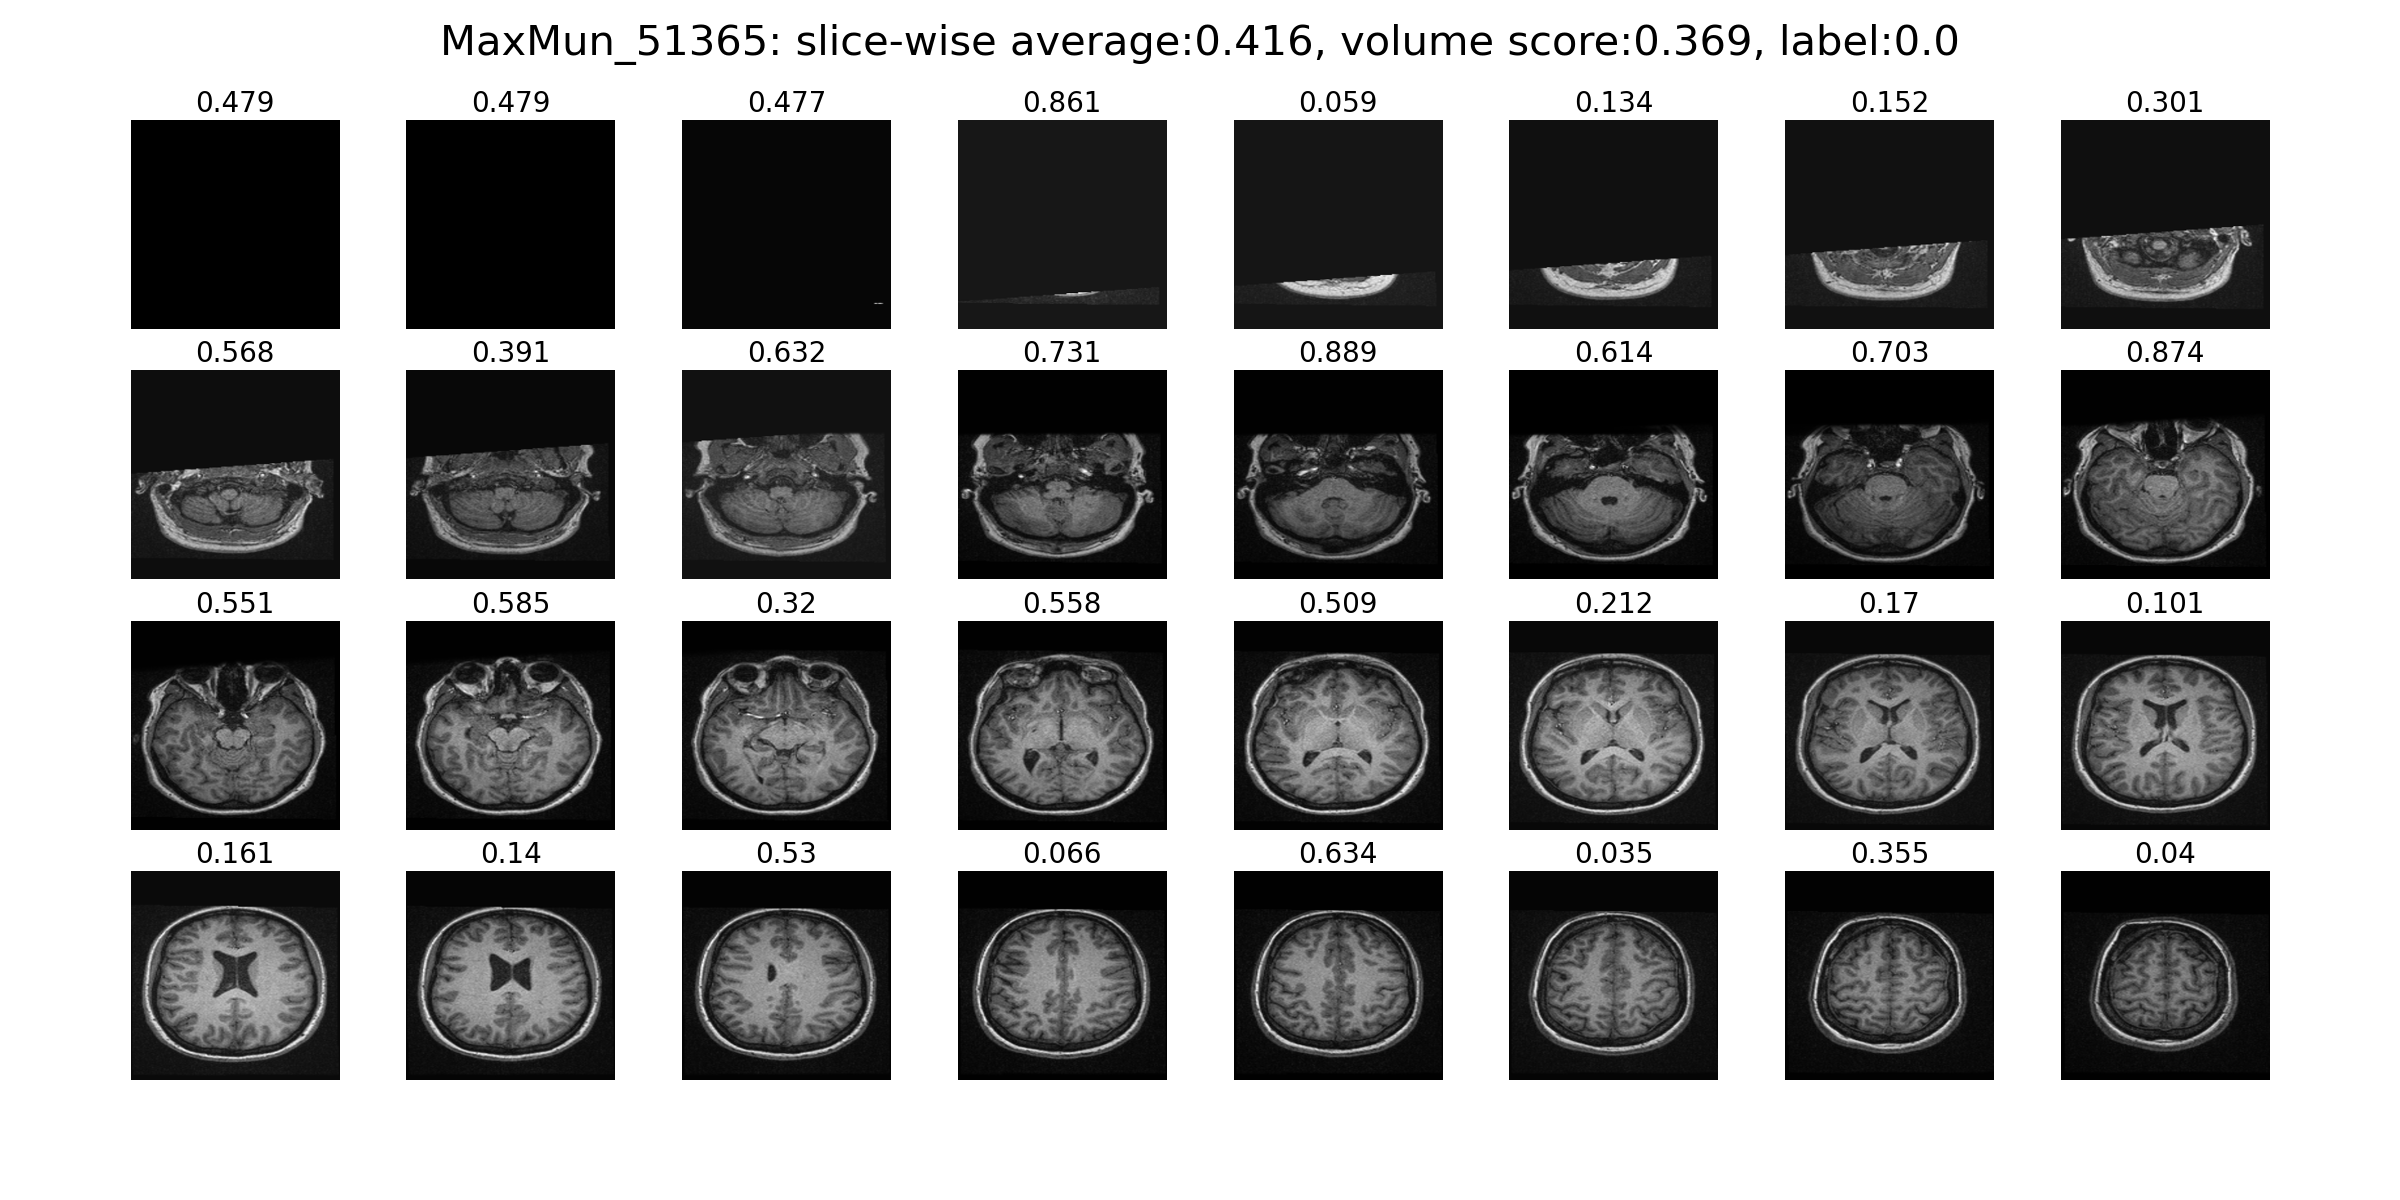 MaxMun_51365: slice-wise average:0.416, volume score:0.369, label:0.0
0.479 0.479 0.477 0.861 0.059 0.134 0.152 0.301
0.568 0.391 0.632 0.731 0.889 0.614 0.703 0.874
0.551 0.585 0.32 0.558 0.509 0.212 0.17 0.101
0.161 0.14 0.53 0.066 0.634 0.035 0.355 0.04